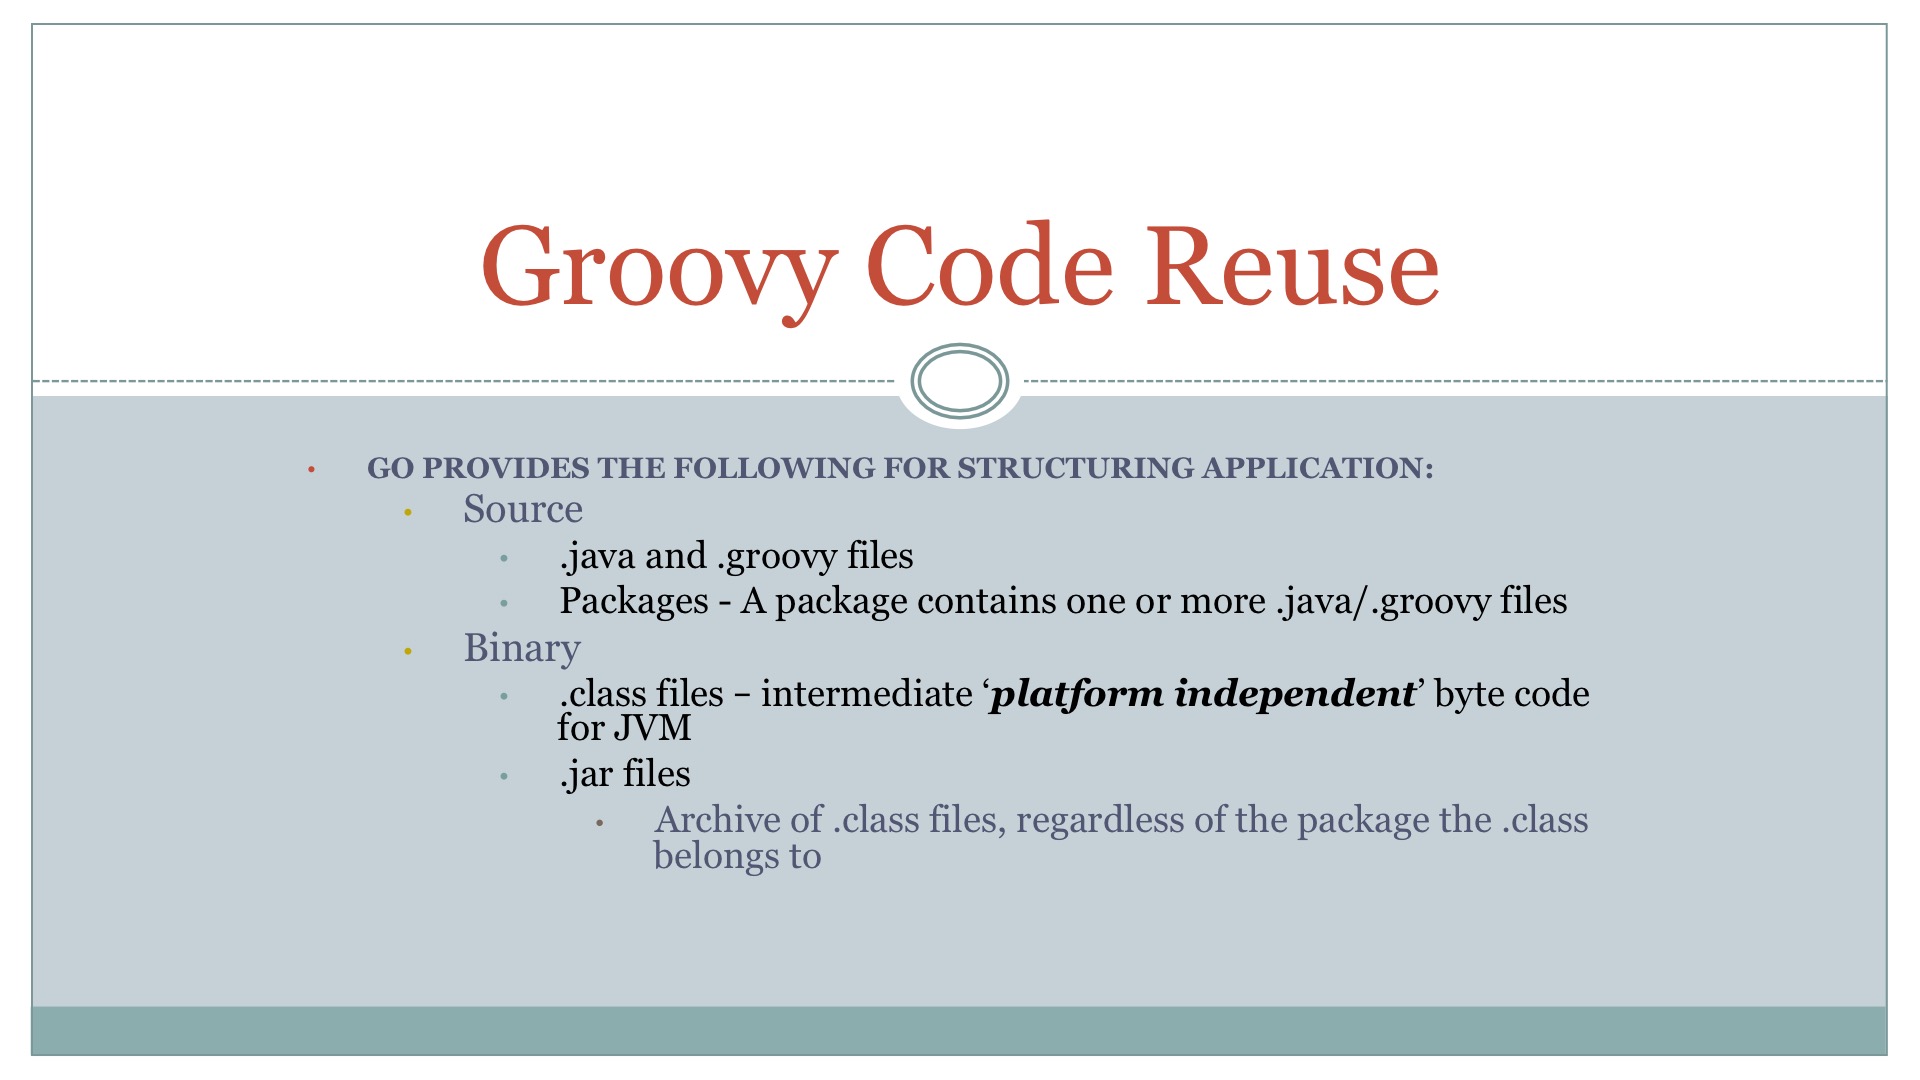 Groovy Code Reuse
• GO PROVIDES THE FOLLOWING FOR STRUCTURING APPLICATION:
• Source
• .java and .groovy files
• Packages - A package contains one or more .java/.groovy files
• Binary
• .class files – intermediate ‘platform independent’ byte code
for JVM
• .jar files
• Archive of .class files, regardless of the package the .class
belongs to